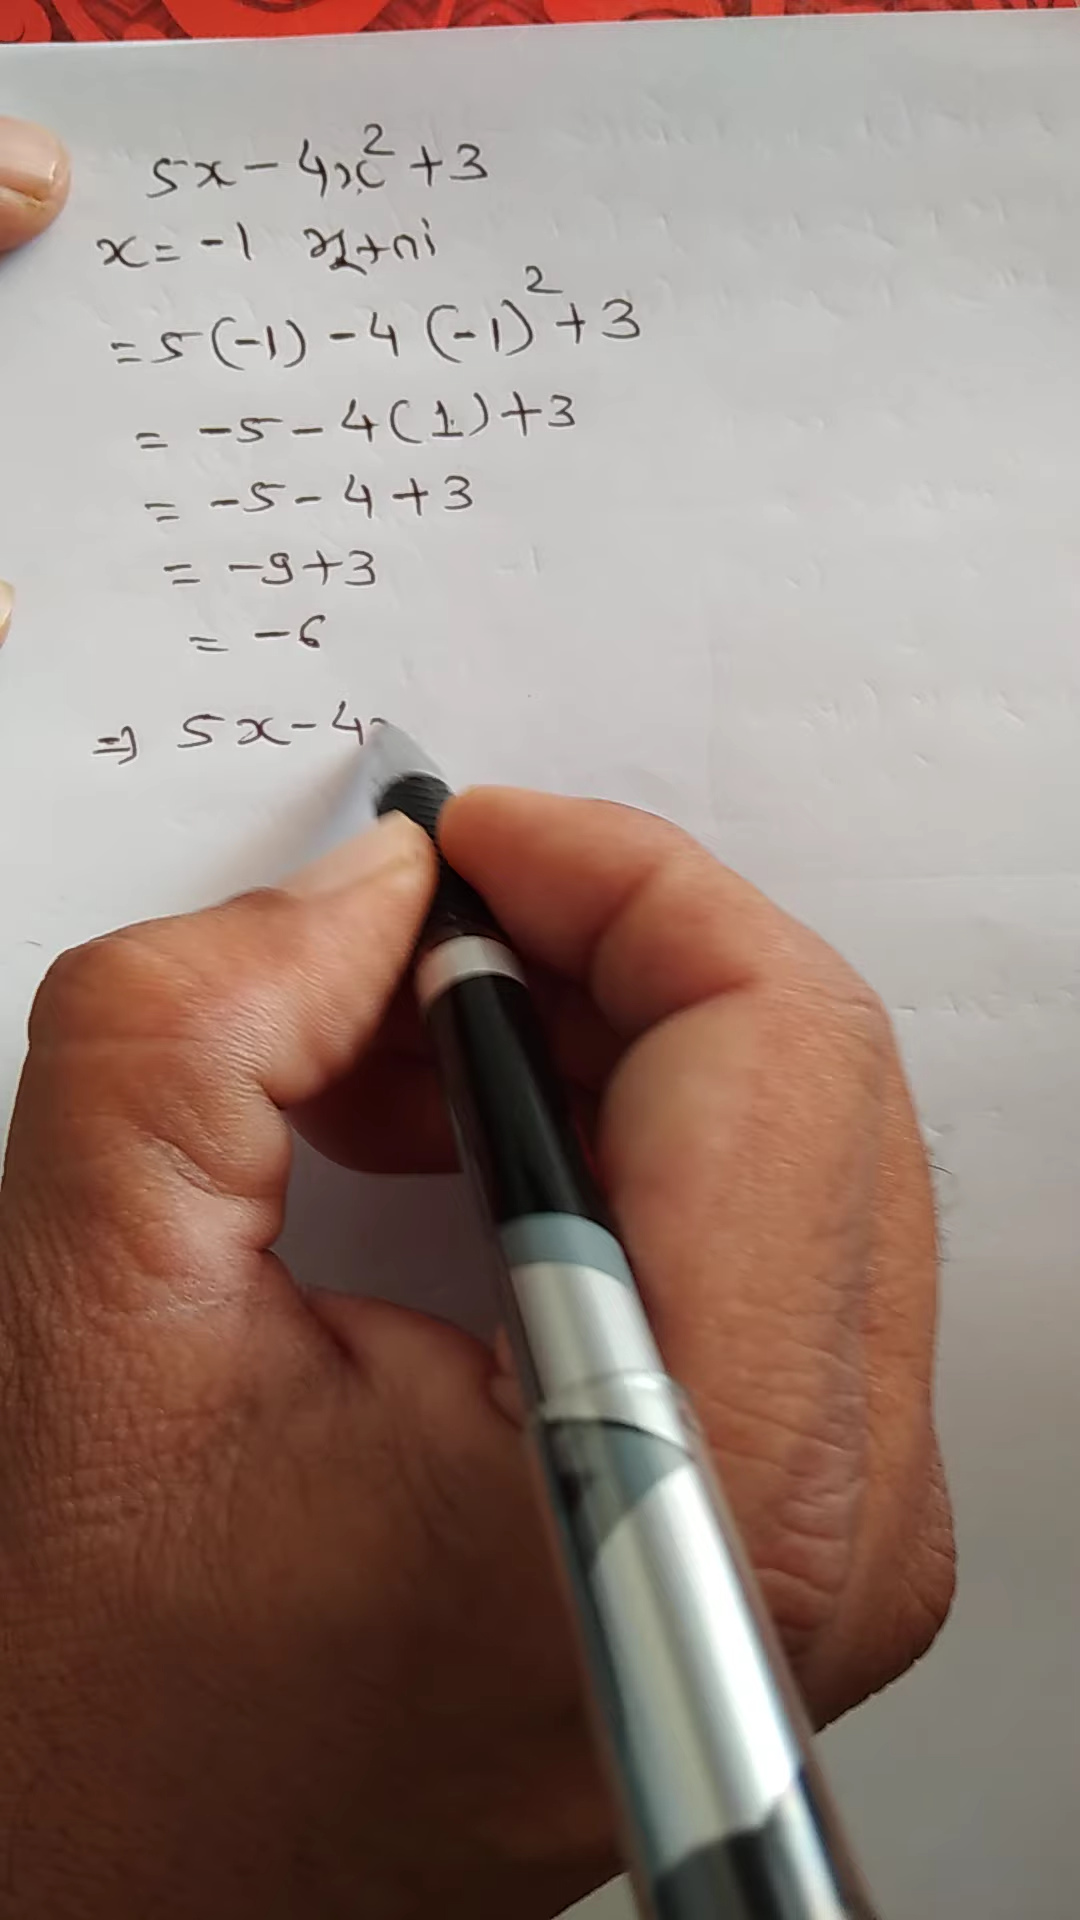 5x - 4x² + 3
x = -1
= 5(-1) - 4(-1)² + 3
= -5 - 4(1) + 3
= -5 - 4 + 3
= -9 + 3
= -6
⇒ 5x - 4